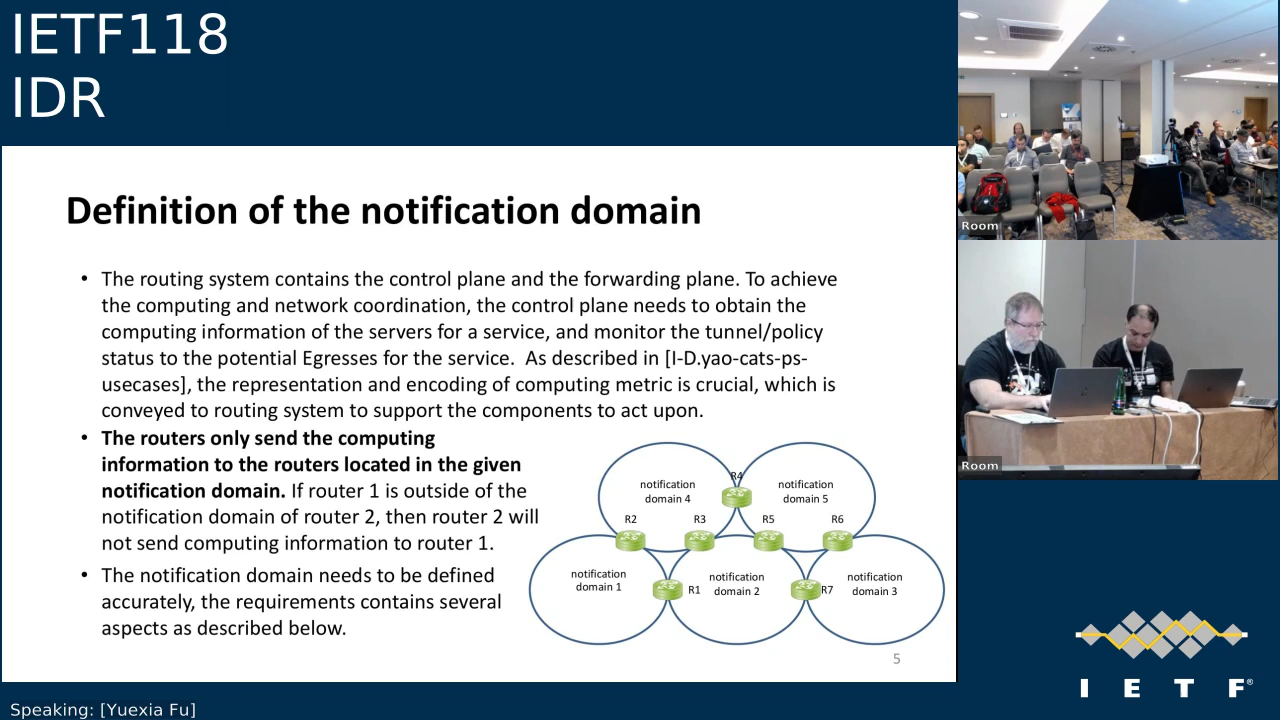 IETF118
IDR
Definition of the notification domain
• The routing system contains the control plane and the forwarding plane. To achieve
the computing and network coordination, the control plane needs to obtain the
computing information of the servers for a service, and monitor the tunnel/policy
status to the potential Egresses for the service.  As described in [I-D.yao-cats-ps-
usecases], the representation and encoding of computing metric is crucial, which is
conveyed to routing system to support the components to act upon.
• The routers only send the computing
information to the routers located in the given
notification domain. If router 1 is outside of the
notification domain of router 2, then router 2 will
not send computing information to router 1.
• The notification domain needs to be defined
accurately, the requirements contains several
aspects as described below.
R4
notification
domain 4
notification
domain 5
R2
R3
R5
R6
notification
domain 1
R1
notification
domain 2
R7
notification
domain 3
5
Room
Room
I E T F®
Speaking: [Yuexia Fu]